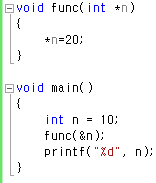 void func(int *n)
{
    *n=20;
}

void main()
{
    int n = 10;
    func(&n);
    printf("%d", n);